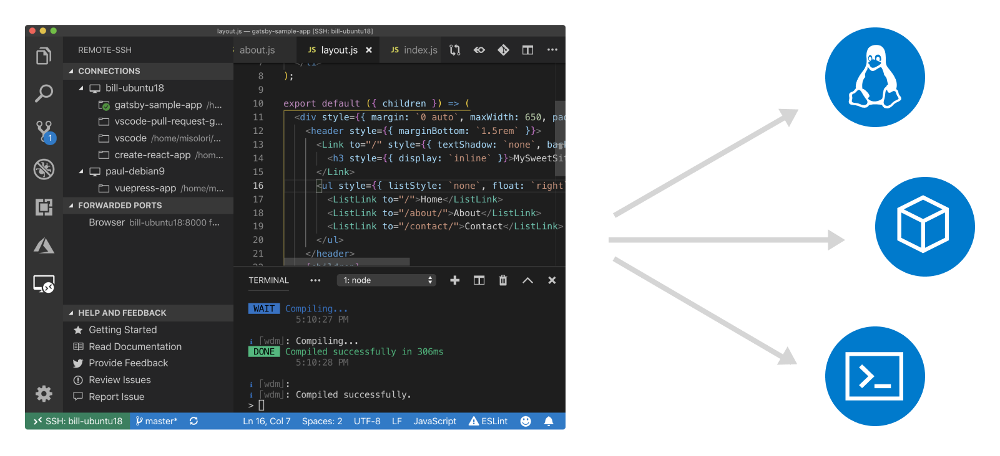 layout.js — gatsby-sample-app [SSH: bill-ubuntu18]
REMOTE-SSH
CONNECTIONS
bill-ubuntu18
gatsby-sample-app /h...
vscode-pull-request-g...
vscode /home/misolori/...
create-react-app /hom...
paul-debian9
vuepress-app /home/m...
FORWARDED PORTS
Browser bill-ubuntu18:8000 f...
HELP AND FEEDBACK
Getting Started
Read Documentation
Provide Feedback
Review Issues
Report Issue
1
about.js
JS layout.js ×
JS index.js
8 );
9
10 export default ({ children }) => (
11 <div style={{ margin: `0 auto`, maxWidth: 650, pad
12 <header style={{ marginBottom: `1.5rem` }}>
13 <Link to="/" style={{ textShadow: `none`, back
14 <h3 style={{ display: `inline` }}>MySweetSi
15 </Link>
16 <ul style={{ listStyle: `none`, float: `right`
17 <ListLink to="/">Home</ListLink>
18 <ListLink to="/about/">About</ListLink>
19 <ListLink to="/contact/">Contact</ListLink>
20 </ul>
21 </header>
22 {children}
TERMINAL ··· 1: node
WAIT Compiling...
5:10:27 PM
i ⌈wdm⌋: Compiling...
DONE Compiled successfully in 306ms
5:10:28 PM
i ⌈wdm⌋:
i ⌈wdm⌋: Compiled successfully.
>
SSH: bill-ubuntu18 master* Ln 16, Col 7 Spaces: 2 UTF-8 LF JavaScript ESLint